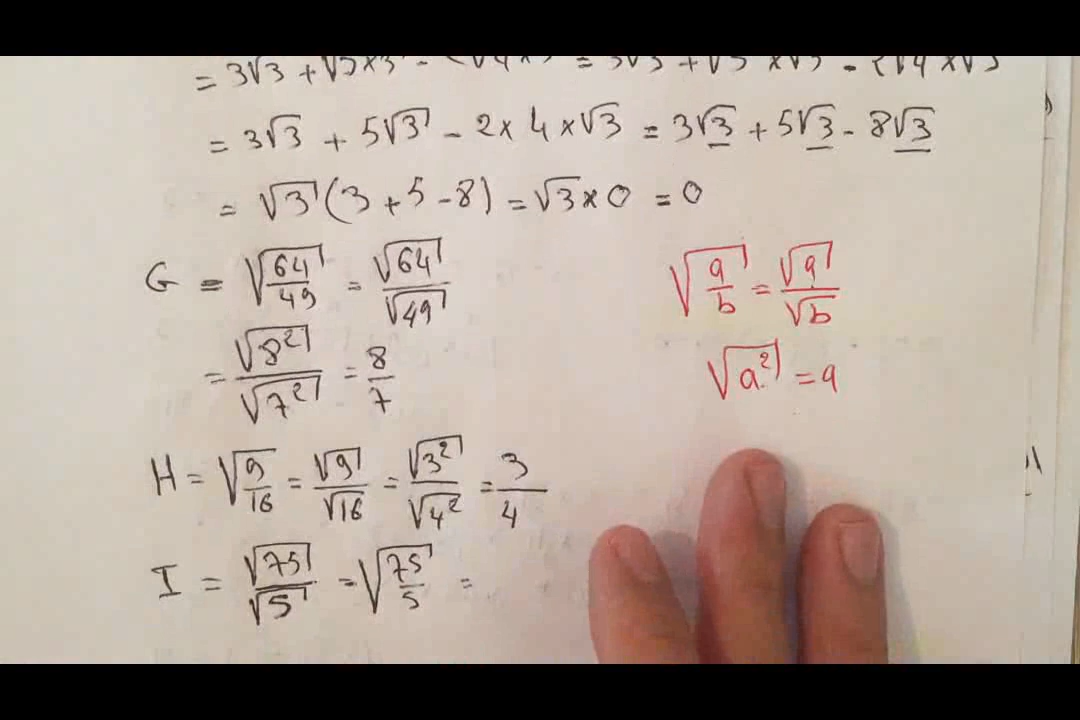 = 3√3 + 5√3 - 2 × 4 × √3 = 3√3 + 5√3 - 8√3
= √3 (3 + 5 - 8) = √3 × 0 = 0
G = √(64/49) = √64/√49
= √8²/√7² = 8/7
√(a/b) = √a/√b
√a² = a
H = √(9/16) = √9/√16 = √3²/√4² = 3/4
I = √75/√5 = √(75/5) =